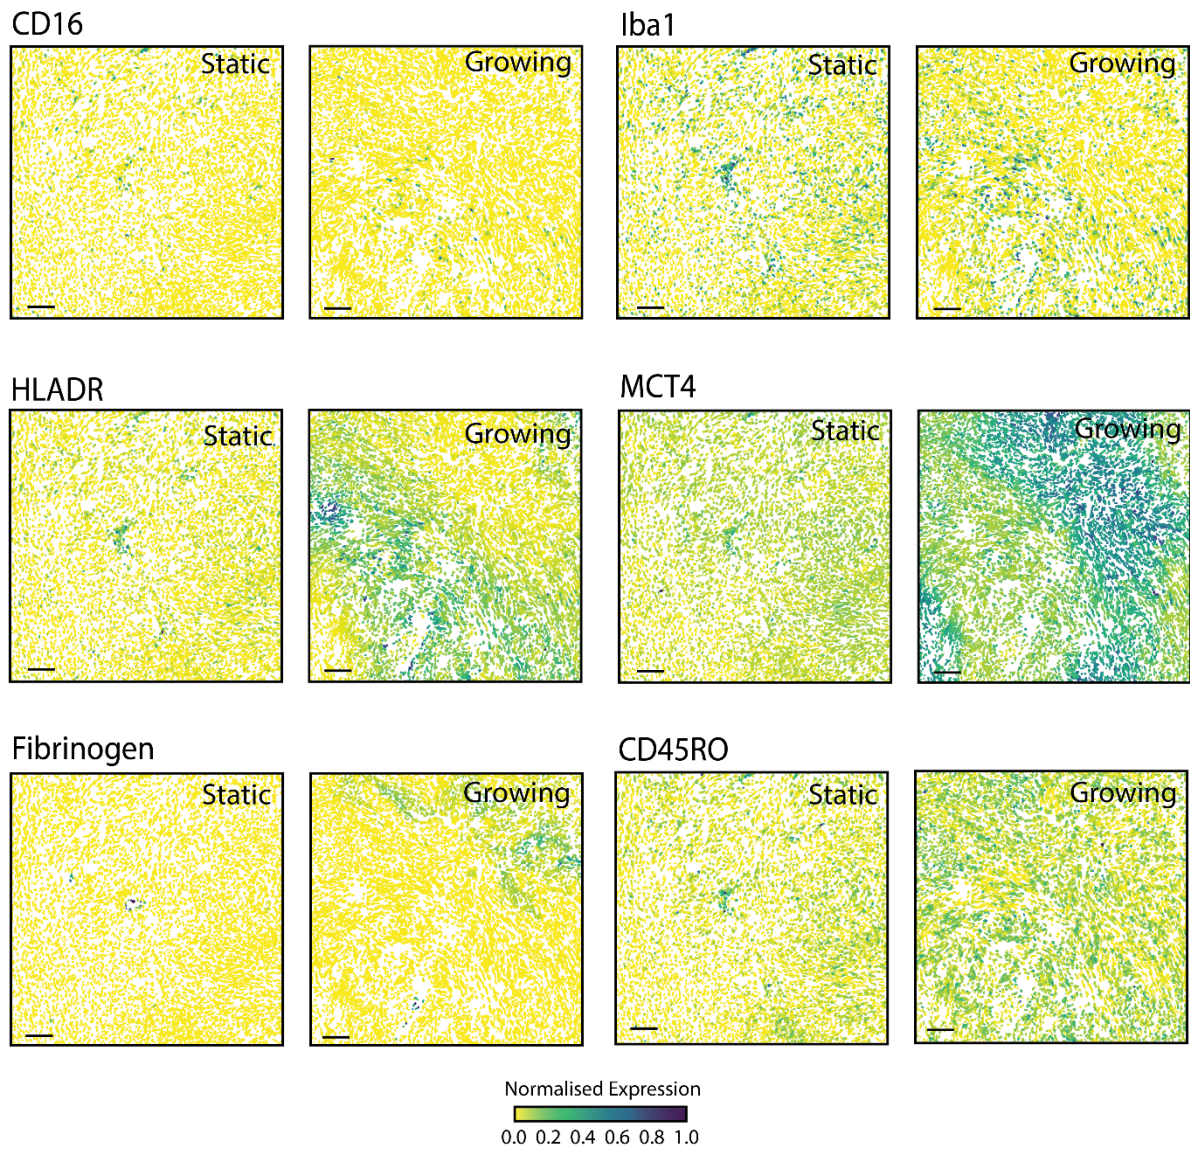 CD16
Iba1
Static
Growing
Static
Growing
HLADR
MCT4
Static
Growing
Static
Growing
Fibrinogen
CD45RO
Static
Growing
Static
Growing
Normalised Expression
0.0 0.2 0.4 0.6 0.8 1.0